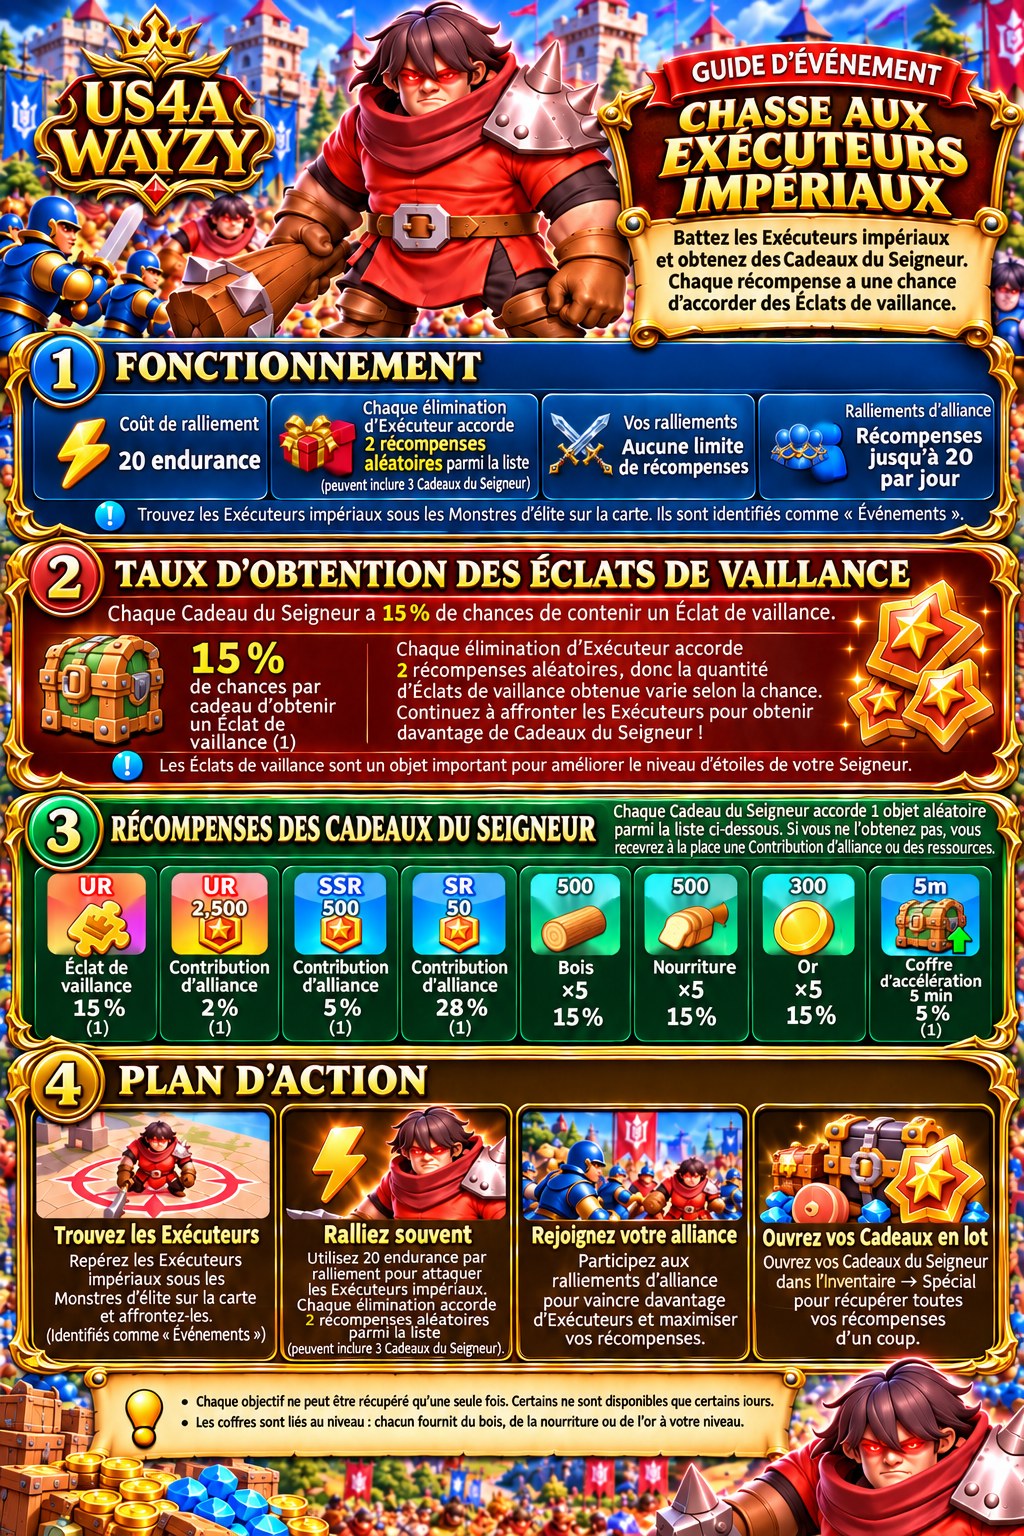 US4A
WAYZY
GUIDE D'ÉVÉNEMENT
CHASSE AUX
EXÉCUTEURS
IMPÉRIAUX
Battez les Exécuteurs impériaux
et obtenez des Cadeaux du Seigneur.
Chaque récompense a une chance
d'accorder des Éclats de vaillance.
1 FONCTIONNEMENT
Coût de ralliement
20 endurance
Chaque élimination
d'Exécuteur accorde
2 récompenses
aléatoires parmi la liste
(peuvent inclure 3 Cadeaux du Seigneur)
Vos ralliements
Aucune limite
de récompenses
Ralliements d'alliance
Récompenses
jusqu'à 20
par jour
! Trouvez les Exécuteurs impériaux sous les Monstres d'élite sur la carte. Ils sont identifiés comme « Événements ».
2 TAUX D'OBTENTION DES ÉCLATS DE VAILLANCE
Chaque Cadeau du Seigneur a 15 % de chances de contenir un Éclat de vaillance.
15 %
de chances par
cadeau d'obtenir
un Éclat de
vaillance (1)
Chaque élimination d'Exécuteur accorde
2 récompenses aléatoires, donc la quantité
d'Éclats de vaillance obtenue varie selon la chance.
Continuez à affronter les Exécuteurs pour obtenir
davantage de Cadeaux du Seigneur !
! Les Éclats de vaillance sont un objet important pour améliorer le niveau d'étoiles de votre Seigneur.
3 RÉCOMPENSES DES CADEAUX DU SEIGNEUR
Chaque Cadeau du Seigneur accorde 1 objet aléatoire
parmi la liste ci-dessous. Si vous ne l'obtenez pas, vous
recevrez à la place une Contribution d'alliance ou des ressources.
UR
Éclat de
vaillance
15 %
(1)
UR
2,500
Contribution
d'alliance
2 %
(1)
SSR
500
Contribution
d'alliance
5 %
(1)
SR
50
Contribution
d'alliance
28 %
(1)
500
Bois
×5
15%
500
Nourriture
×5
15%
300
Or
×5
15%
5m
Coffre
d'accélération
5 min
5 %
(1)
4 PLAN D'ACTION
Trouvez les Exécuteurs
Repérez les Exécuteurs
impériaux sous les
Monstres d'élite sur la carte
et affrontez-les.
(Identifiés comme « Événements »)
Ralliez souvent
Utilisez 20 endurance par
ralliement pour attaquer
les Exécuteurs impériaux.
Chaque élimination accorde
2 récompenses aléatoires
parmi la liste
(peuvent inclure 3 Cadeaux du Seigneur).
Rejoignez votre alliance
Participez aux
ralliements d'alliance
pour vaincre davantage
d'Exécuteurs et maximiser
vos récompenses.
Ouvrez vos Cadeaux en lot
Ouvrez vos Cadeaux du Seigneur
dans l'Inventaire → Spécial
pour récupérer toutes
vos récompenses
d'un coup.
• Chaque objectif ne peut être récupéré qu'une seule fois. Certains ne sont disponibles que certains jours.
• Les coffres sont liés au niveau : chacun fournit du bois, de la nourriture ou de l'or à votre niveau.